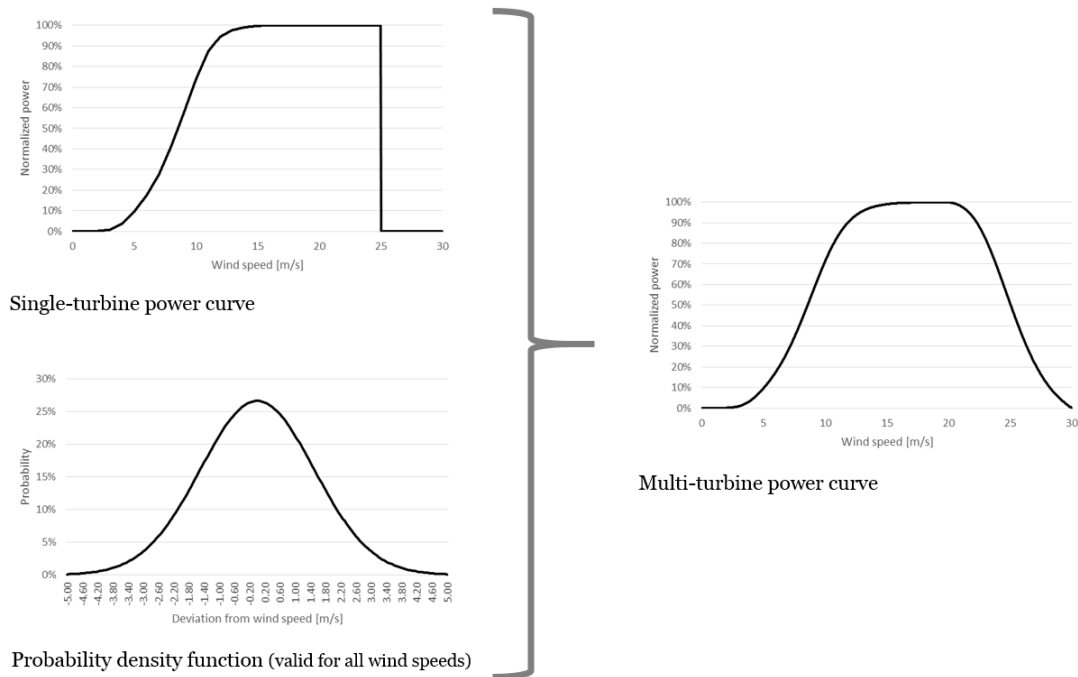 100%
90%
80%
70%
60%
50%
40%
30%
20%
10%
0%
Normalized power
0 5 10 15 20 25 30
Wind speed [m/s]
Single-turbine power curve
30%
25%
20%
15%
10%
5%
0%
Probability
-5.00 -4.60 -4.20 -3.80 -3.40 -3.00 -2.60 -2.20 -1.80 -1.40 -1.00 -0.60 -0.20 0.20 0.60 1.00 1.40 1.80 2.20 2.60 3.00 3.40 3.80 4.20 4.60 5.00
Deviation from wind speed [m/s]
Probability density function (valid for all wind speeds)
100%
90%
80%
70%
60%
50%
40%
30%
20%
10%
0%
Normalized power
0 5 10 15 20 25 30
Wind speed [m/s]
Multi-turbine power curve